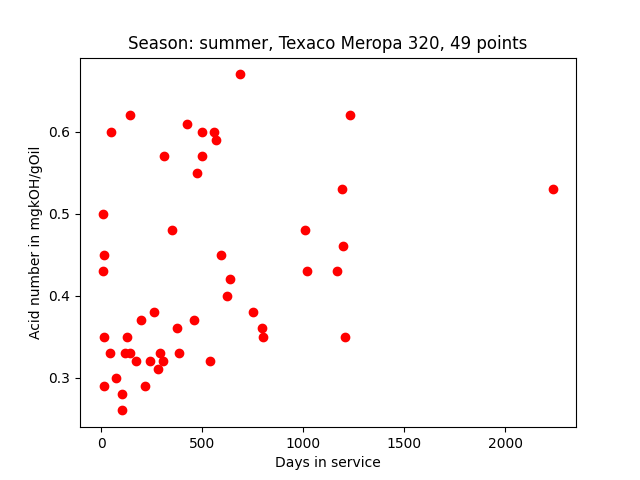 Season: summer, Texaco Meropa 320, 49 points
Acid number in mgkOH/gOil
0.6
0.5
0.4
0.3
0 500 1000 1500 2000
Days in service